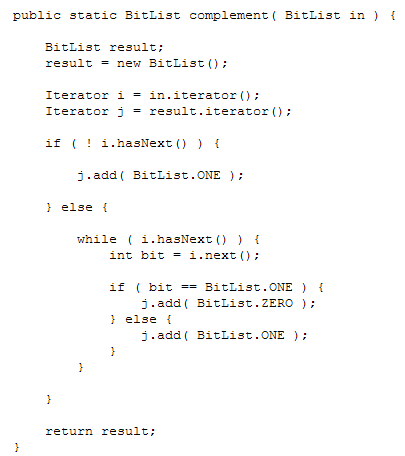 public static BitList complement( BitList in ) {
BitList result;
result = new BitList();
Iterator i = in.iterator();
Iterator j = result.iterator();
if ( ! i.hasNext() ) {
j.add( BitList.ONE );
} else {
while ( i.hasNext() ) {
int bit = i.next();
if ( bit == BitList.ONE ) {
j.add( BitList.ZERO );
} else {
j.add( BitList.ONE );
}
}
}
return result;
}